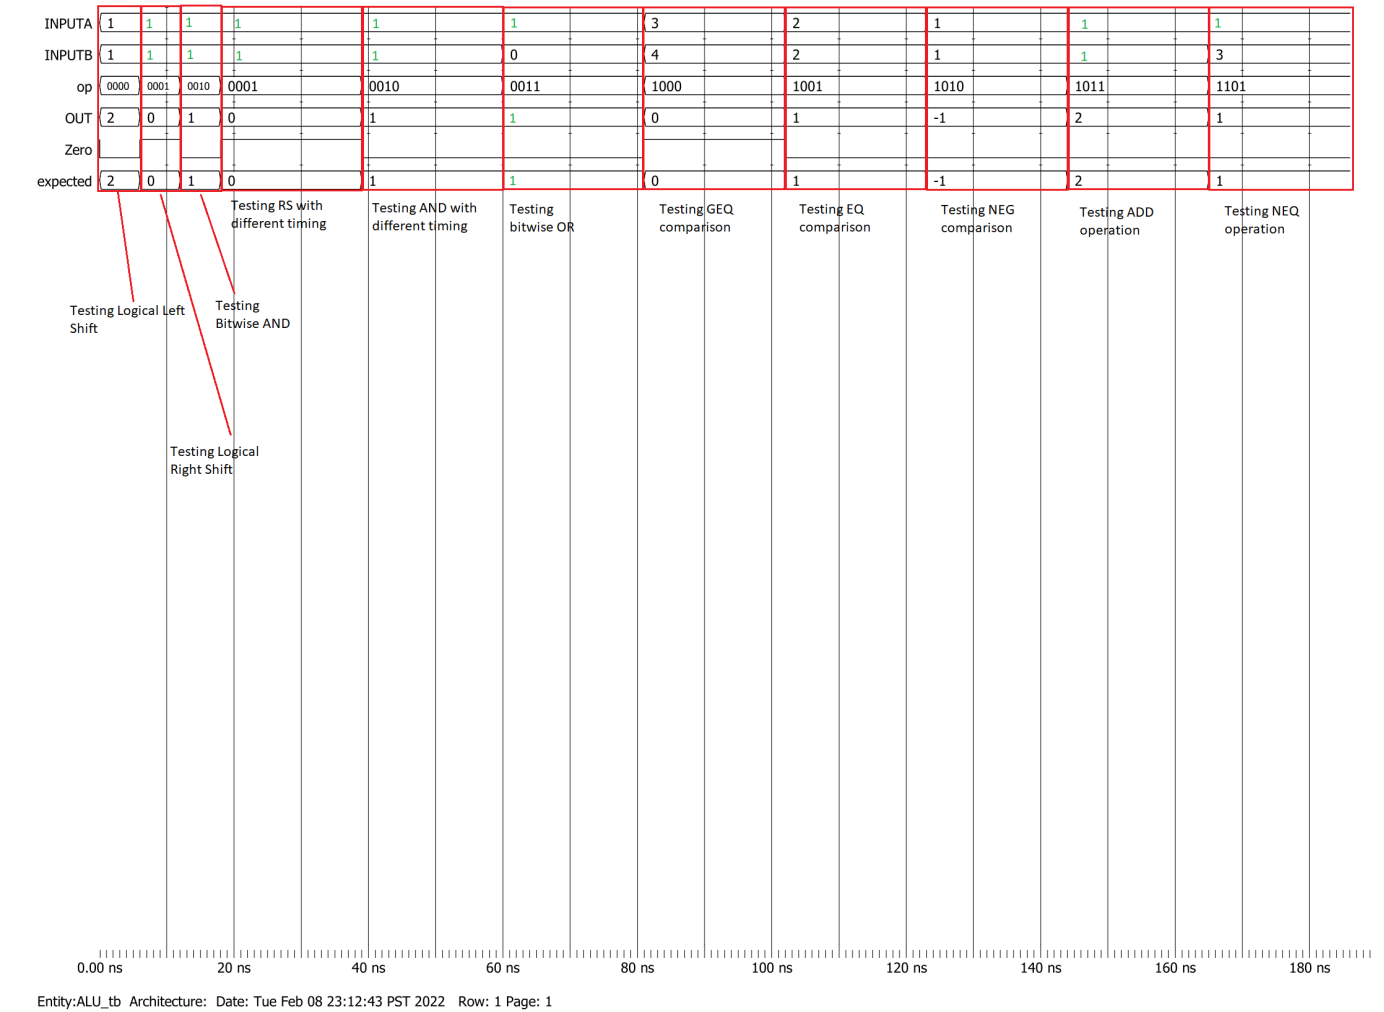 INPUTA 1 1 1 1 1 1 3 2 1 1 1
INPUTB 1 1 1 1 1 0 4 2 1 1 3
op 0000 0001 0010 0001 0010 0011 1000 1001 1010 1011 1101
OUT 2 0 1 0 1 1 0 1 -1 2 1
Zero
expected 2 0 1 0 1 1 0 1 -1 2 1
Testing RS with
different timing
Testing AND with
different timing
Testing
bitwise OR
Testing GEQ
comparison
Testing EQ
comparison
Testing NEG
comparison
Testing ADD
operation
Testing NEQ
operation
Testing Logical Left
Shift
Testing
Bitwise AND
Testing Logical
Right Shift
0.00 ns 20 ns 40 ns 60 ns 80 ns 100 ns 120 ns 140 ns 160 ns 180 ns
Entity:ALU_tb Architecture: Date: Tue Feb 08 23:12:43 PST 2022 Row: 1 Page: 1